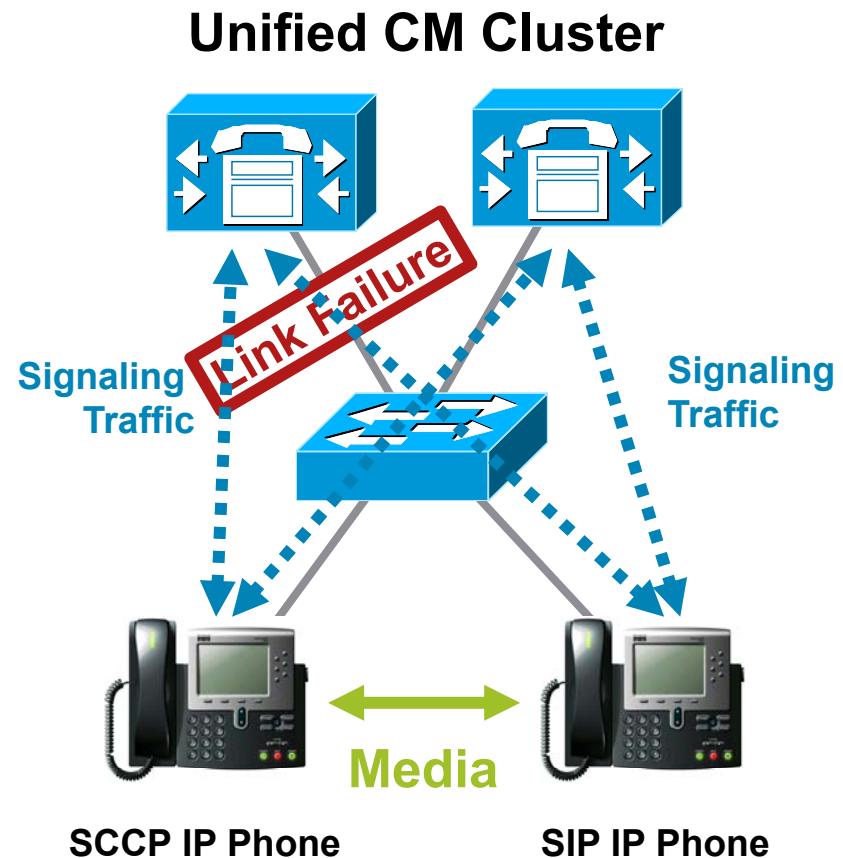 Unified CM Cluster
Link Failure
Signaling
Traffic
Signaling
Traffic
Media
SCCP IP Phone
SIP IP Phone